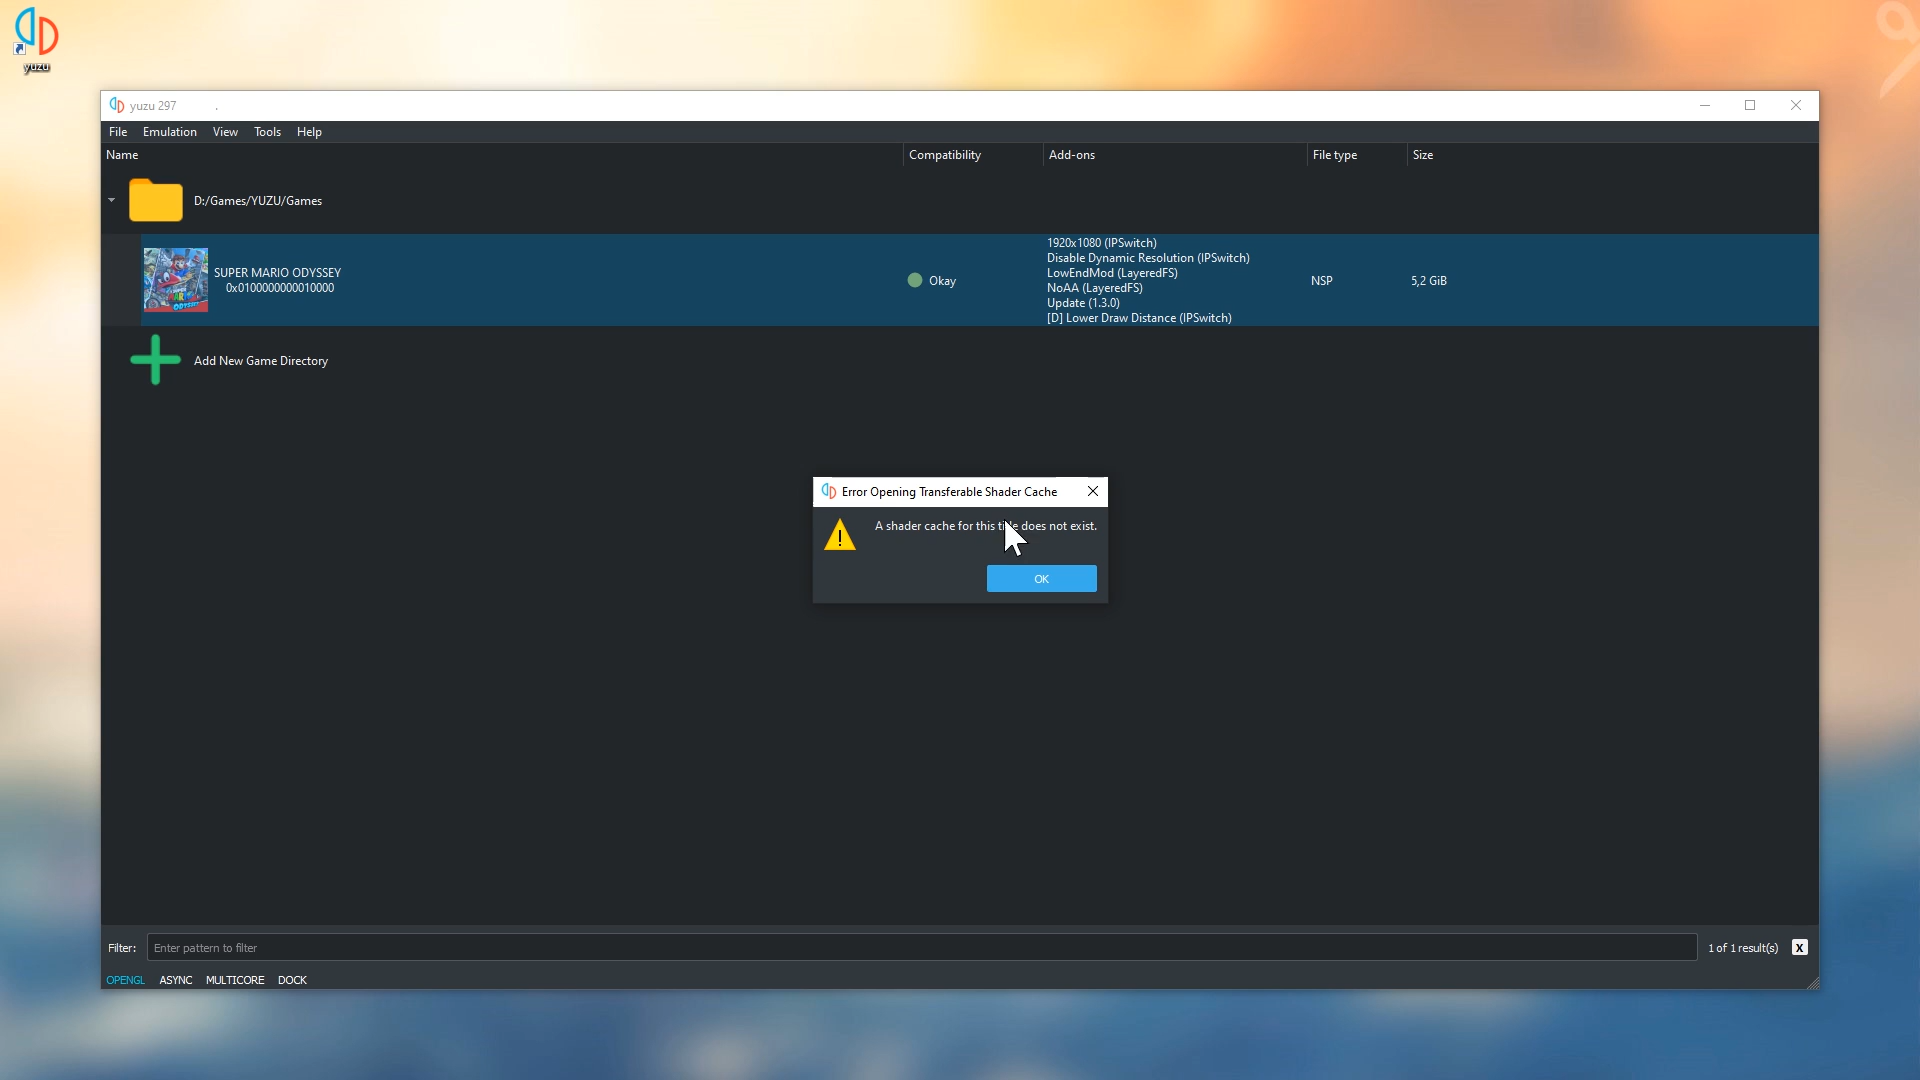 yuzu
yuzu 297 .
File Emulation View Tools Help
Name Compatibility Add-ons File type Size
D:/Games/YUZU/Games
SUPER MARIO ODYSSEY
0x0100000000010000
Okay
1920x1080 (IPSwitch)
Disable Dynamic Resolution (IPSwitch)
LowEndMod (LayeredFS)
NoAA (LayeredFS)
Update (1.3.0)
[D] Lower Draw Distance (IPSwitch)
NSP
5,2 GiB
Add New Game Directory
Error Opening Transferable Shader Cache
A shader cache for this title does not exist.
OK
Filter: Enter pattern to filter 1 of 1 result(s) X
OPENGL ASYNC MULTICORE DOCK